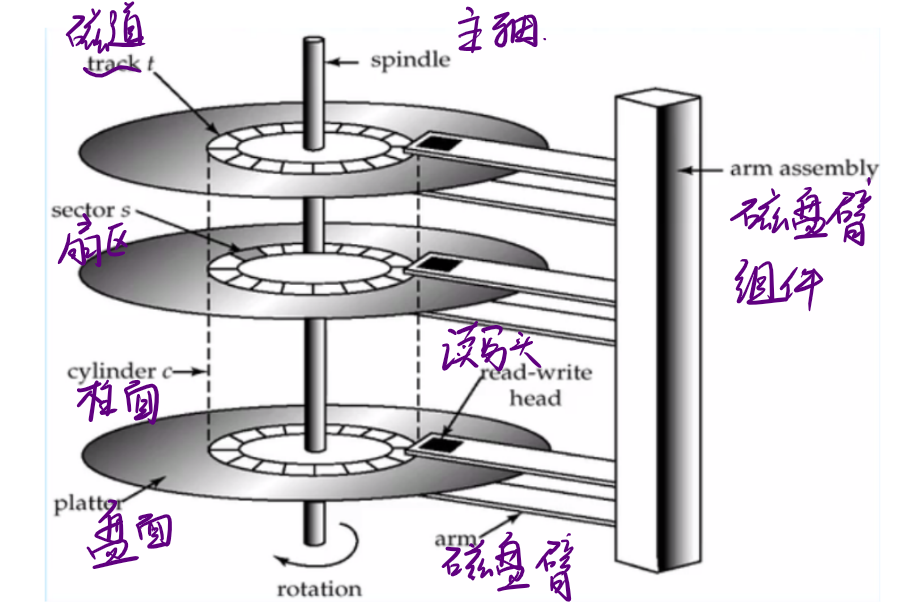 磁道
主轴.
track t
spindle
arm assembly
磁盘臂
组件
sector s
扇区
cylinder c
柱面
读写头
read-write
head
platter
盘面
arm
磁盘臂
rotation